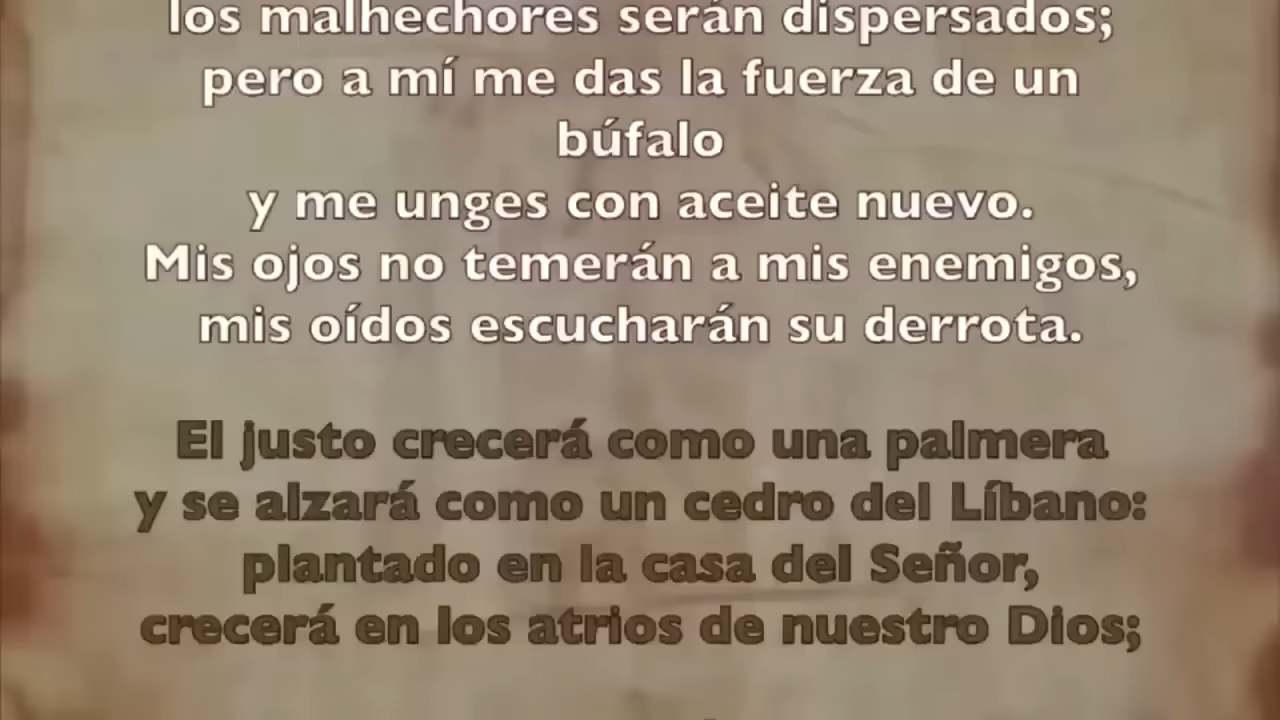 los malhechores serán dispersados;
pero a mí me das la fuerza de un
búfalo
y me unges con aceite nuevo.
Mis ojos no temerán a mis enemigos,
mis oídos escucharán su derrota.
El justo crecerá como una palmera
y se alzará como un cedro del Líbano:
plantado en la casa del Señor,
crecerá en los atrios de nuestro Dios;